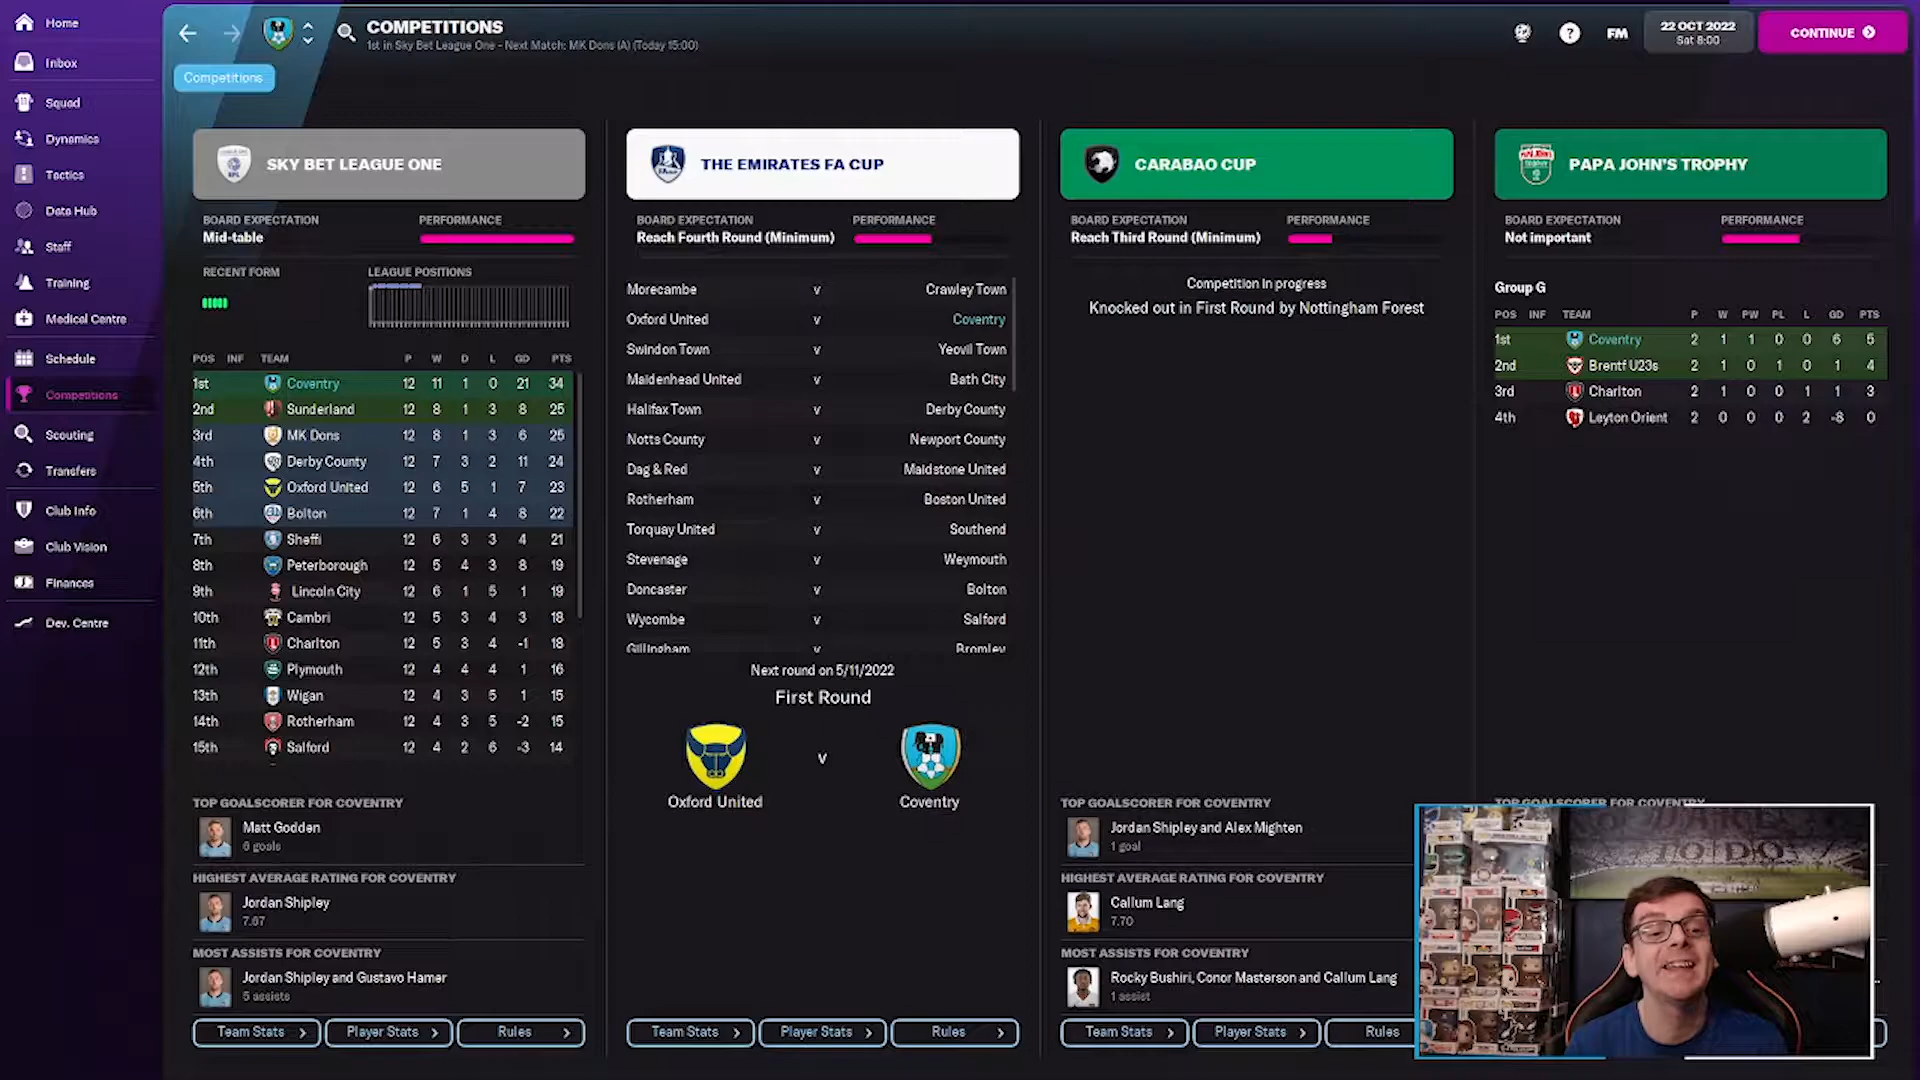 Home
Inbox
Squad
Dynamics
Tactics
Data Hub
Staff
Training
Medical Centre
Schedule
Competitions
Scouting
Transfers
Club Info
Club Vision
Finances
Dev. Centre
COMPETITIONS
1st in Sky Bet League One - Next Match: MK Dons (A) (Today 15:00)
FM
22 OCT 2022
Sat 8:00
CONTINUE
Competitions
SKY BET LEAGUE ONE
BOARD EXPECTATION PERFORMANCE
Mid-table
RECENT FORM LEAGUE POSITIONS
POS INF TEAM P W D L GD PTS
1st Coventry 12 11 1 0 21 34
2nd Sunderland 12 8 1 3 8 25
3rd MK Dons 12 8 1 3 6 25
4th Derby County 12 7 3 2 11 24
5th Oxford United 12 6 5 1 7 23
6th Bolton 12 7 1 4 8 22
7th Sheffi 12 6 3 3 4 21
8th Peterborough 12 5 4 3 8 19
9th Lincoln City 12 6 1 5 1 19
10th Cambri 12 5 3 4 3 18
11th Charlton 12 5 3 4 -1 18
12th Plymouth 12 4 4 4 1 16
13th Wigan 12 4 3 5 1 15
14th Rotherham 12 4 3 5 -2 15
15th Salford 12 4 2 6 -3 14
TOP GOALSCORER FOR COVENTRY
Matt Godden
6 goals
HIGHEST AVERAGE RATING FOR COVENTRY
Jordan Shipley
7.67
MOST ASSISTS FOR COVENTRY
Jordan Shipley and Gustavo Hamer
5 assists
Team Stats Player Stats Rules
THE EMIRATES FA CUP
BOARD EXPECTATION PERFORMANCE
Reach Fourth Round (Minimum)
Morecambe v Crawley Town
Oxford United v Coventry
Swindon Town v Yeovil Town
Maidenhead United v Bath City
Halifax Town v Derby County
Notts County v Newport County
Dag & Red v Maidstone United
Rotherham v Boston United
Torquay United v Southend
Stevenage v Weymouth
Doncaster v Bolton
Wycombe v Salford
Gillingham v Bromley
Next round on 5/11/2022
First Round
v
Oxford United Coventry
Team Stats Player Stats Rules
CARABAO CUP
BOARD EXPECTATION PERFORMANCE
Reach Third Round (Minimum)
Competition in progress
Knocked out in First Round by Nottingham Forest
TOP GOALSCORER FOR COVENTRY
Jordan Shipley and Alex Mighten
1 goal
HIGHEST AVERAGE RATING FOR COVENTRY
Callum Lang
7.70
MOST ASSISTS FOR COVENTRY
Rocky Bushiri, Conor Masterson and Callum Lang
1 assist
Team Stats Player Stats Rules
PAPA JOHN'S TROPHY
BOARD EXPECTATION PERFORMANCE
Not important
Group G
POS INF TEAM P W PW PL L GD PTS
1st Coventry 2 1 1 0 0 6 5
2nd Brentf U23s 2 1 0 1 0 1 4
3rd Charlton 2 1 0 0 1 1 3
4th Leyton Orient 2 0 0 0 2 -8 0
TOP GOALSCORER FOR COVENTRY
TO DO